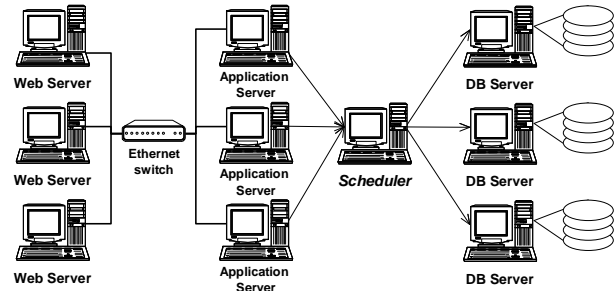 Web Server
Application
Server
DB Server
Web Server
Ethernet
switch
Application
Server
Scheduler
DB Server
Web Server
Application
Server
DB Server